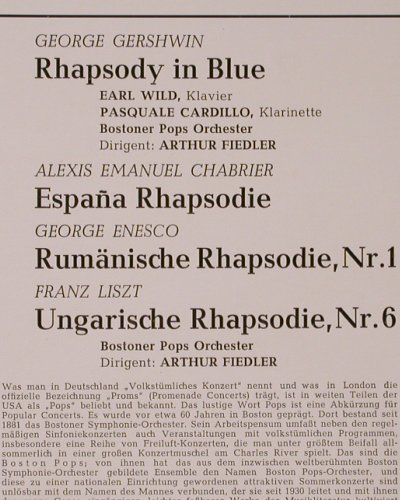 GEORGE GERSHWIN
Rhapsody in Blue
EARL WILD, Klavier
PASQUALE CARDILLO, Klarinette
Bostoner Pops Orchester
Dirigent: ARTHUR FIEDLER
ALEXIS EMANUEL CHABRIER
España Rhapsodie
GEORGE ENESCO
Rumänische Rhapsodie, Nr.1
FRANZ LISZT
Ungarische Rhapsodie, Nr.6
Bostoner Pops Orchester
Dirigent: ARTHUR FIEDLER
Was man in Deutschland „Volkstümliches Konzert" nennt und was in London die
offizielle Bezeichnung „Proms" (Promenade Concerts) trägt, ist in weiten Teilen der
USA als „Pops" beliebt und bekannt. Das lustige Wort Pops ist eine Abkürzung für
Popular Concerts. Es wurde vor etwa 60 Jahren in Boston geprägt. Dort bestand seit
1881 das Bostoner Symphonie-Orchester. Sein Arbeitspensum umfaßt neben den regel-
mäßigen Sinfoniekonzerten auch Veranstaltungen mit volkstümlichen Programmen,
insbesondere eine Reihe von Freiluft-Konzerten, die man unter größtem Beifall all-
sommerlich in einer großen Konzertmuschel am Charles River spielt. Das sind die
Boston Pops; von ihnen hat das aus dem inzwischen weltberühmten Boston
Symphonie-Orchester gebildete Ensemble den Namen Boston Pops-Orchester, und
diese zu einer nationalen Einrichtung gewordenen attraktiven Sommerkonzerte sind
unlösbar mit dem Namen des Mannes verbunden, der sie seit 1930 leitet und mit ihnen